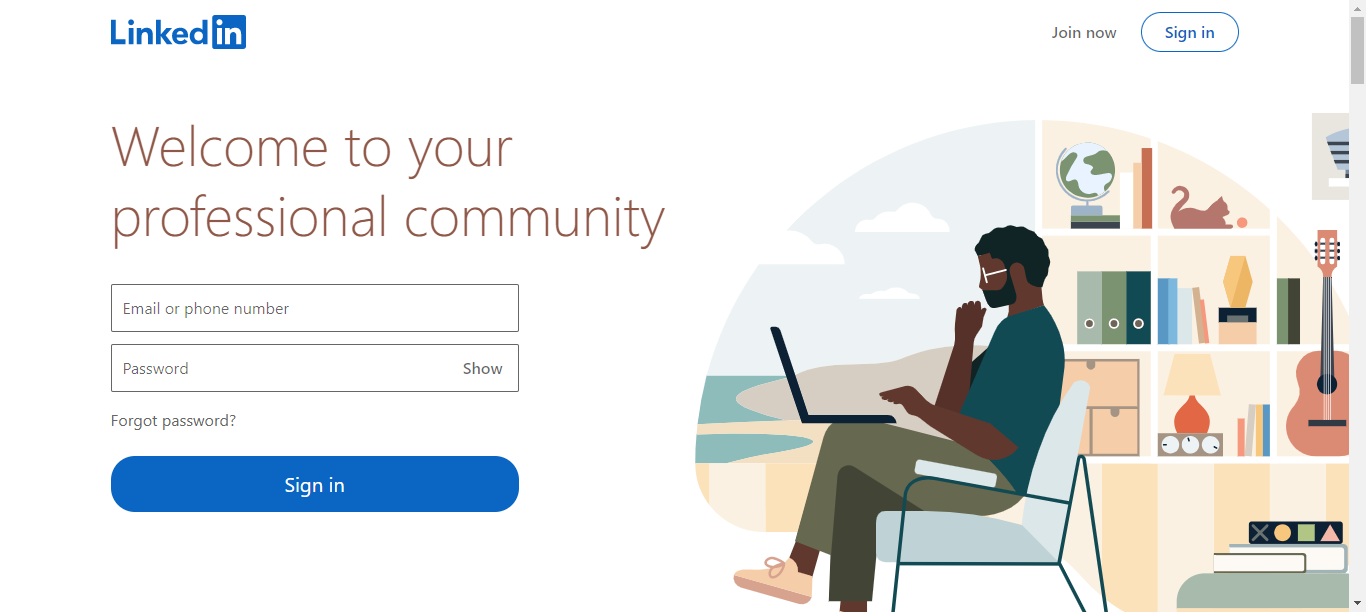 LinkedIn
Join now
Sign in
Welcome to your
professional community
Email or phone number
Password
Show
Forgot password?
Sign in